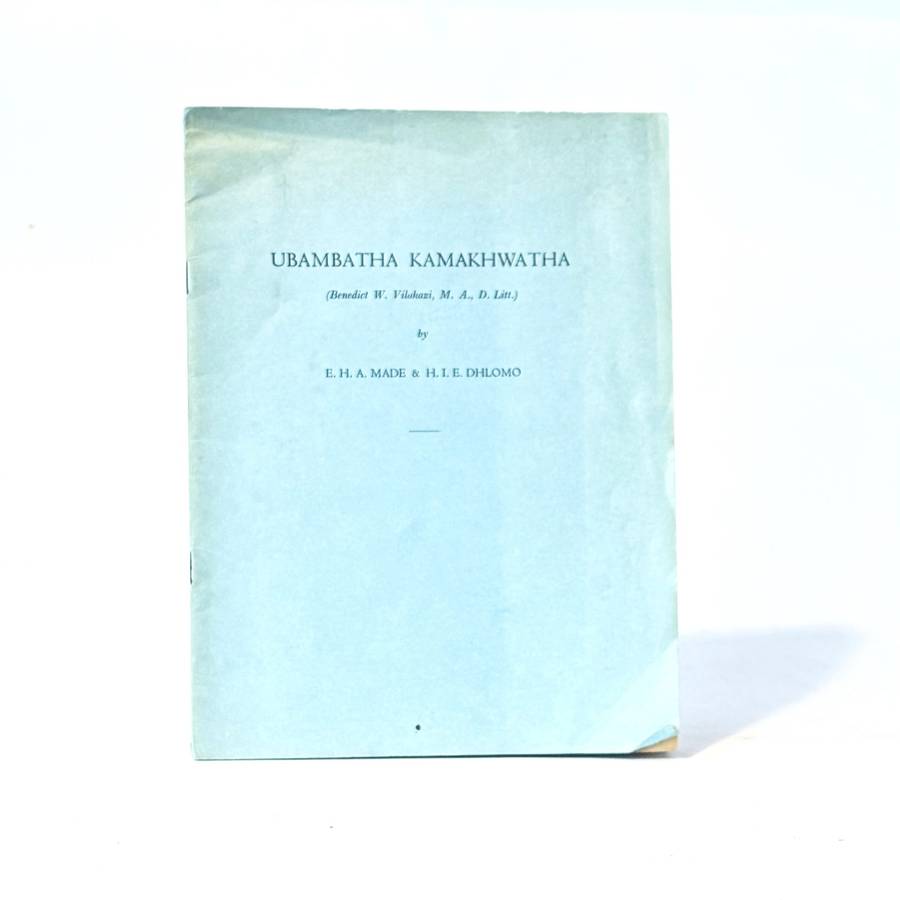 UBAMBATHA KAMAKHWATHA
(Benedict W. Vilakazi, M. A., D. Litt.)
by
E. H. A. MADE & H. I. E. DHLOMO